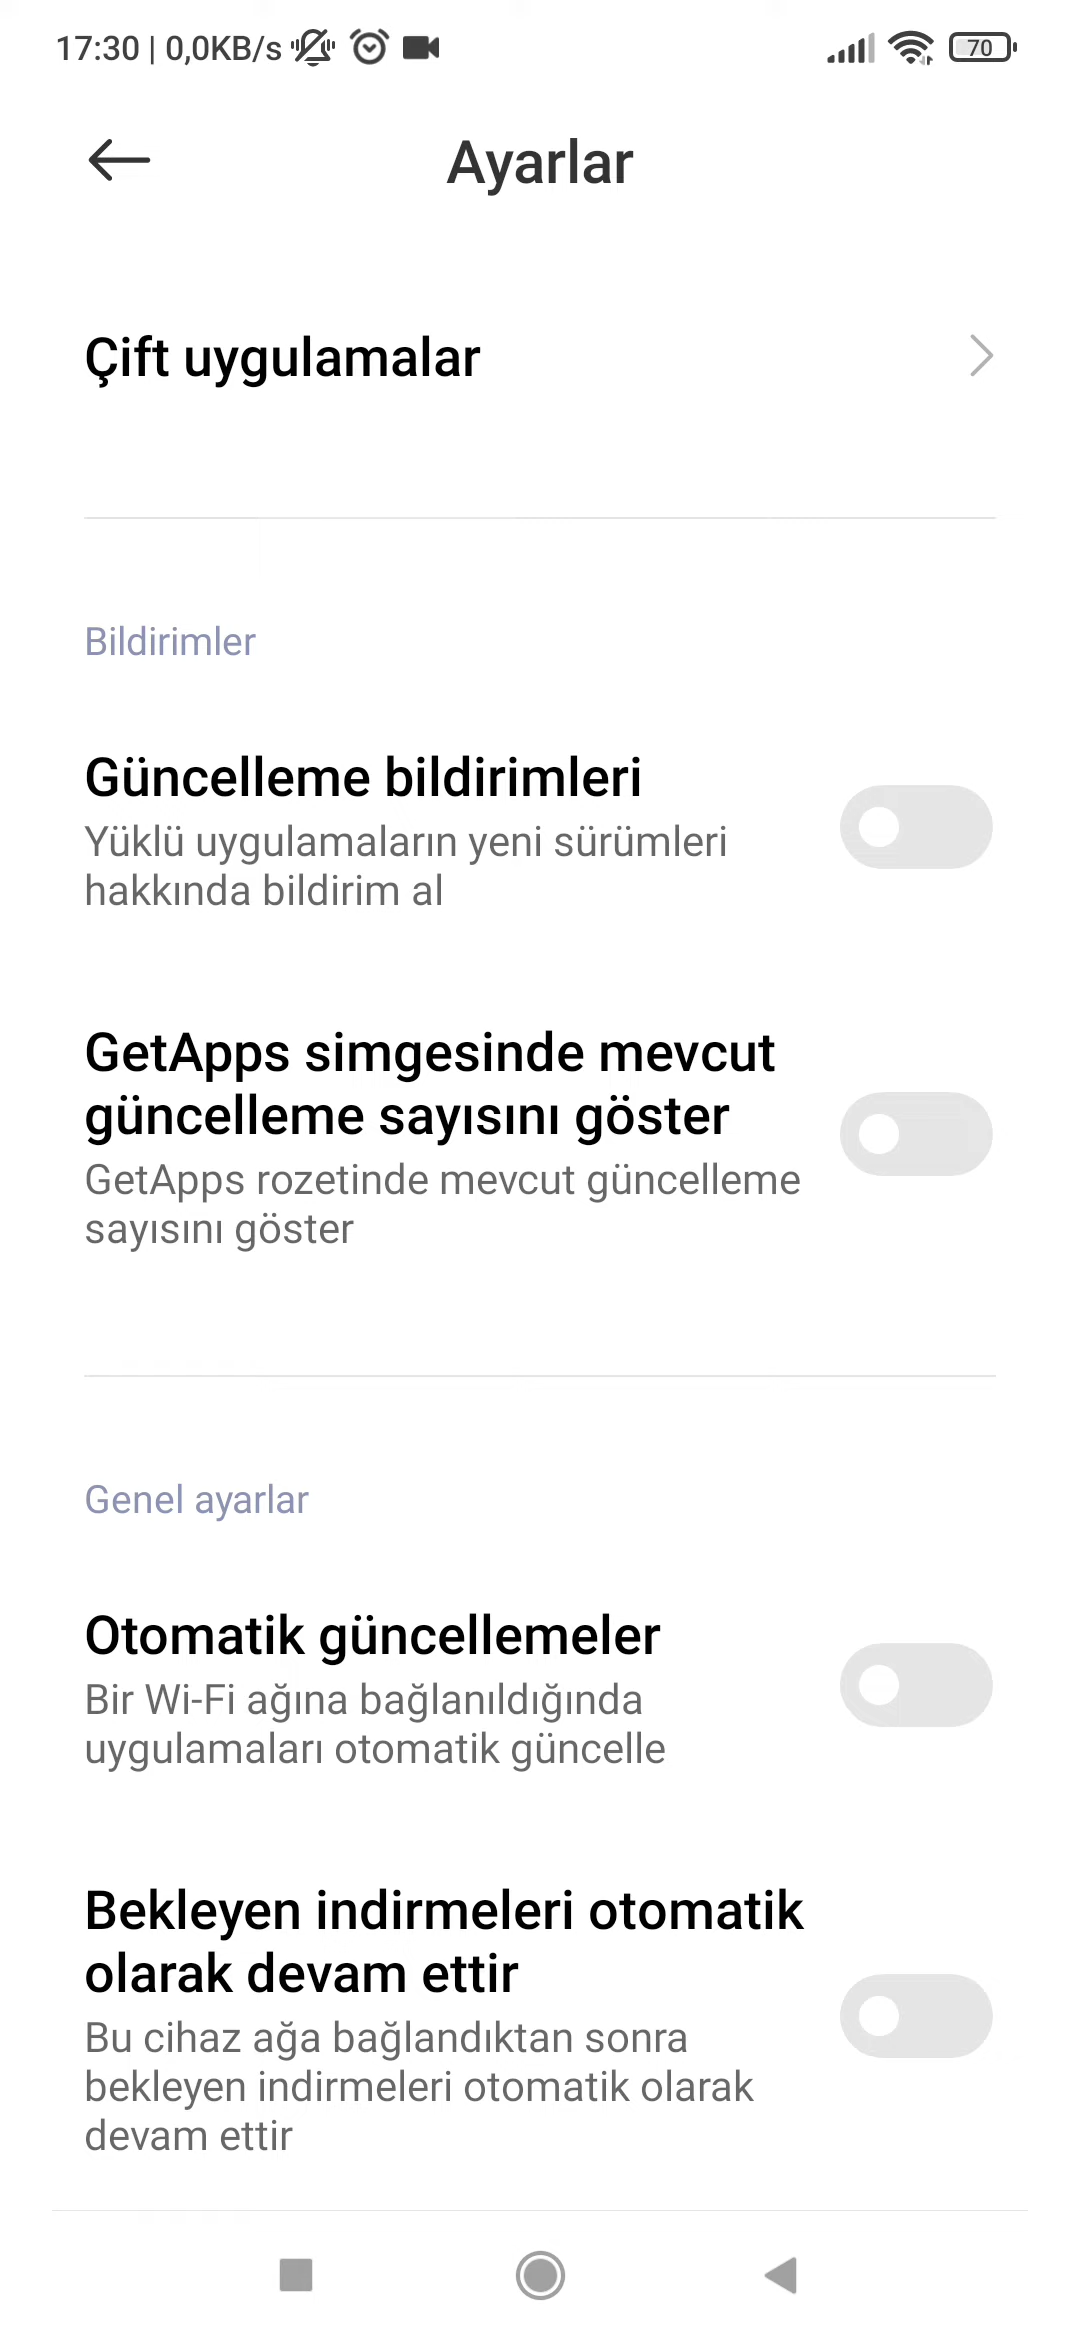 17:30 | 0,0KB/s
70
Ayarlar
Çift uygulamalar
Bildirimler
Güncelleme bildirimleri
Yüklü uygulamaların yeni sürümleri
hakkında bildirim al
GetApps simgesinde mevcut
güncelleme sayısını göster
GetApps rozetinde mevcut güncelleme
sayısını göster
Genel ayarlar
Otomatik güncellemeler
Bir Wi-Fi ağına bağlanıldığında
uygulamaları otomatik güncelle
Bekleyen indirmeleri otomatik
olarak devam ettir
Bu cihaz ağa bağlandıktan sonra
bekleyen indirmeleri otomatik olarak
devam ettir